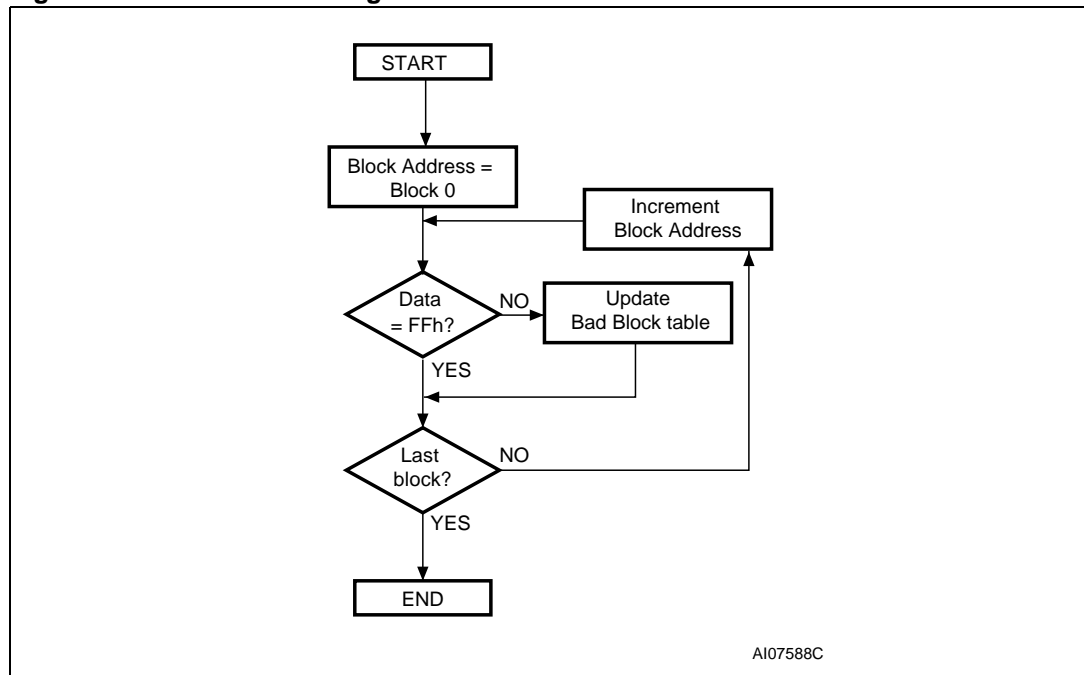 START
Block Address =
Block 0
Increment
Block Address
Data
= FFh?
NO
Update
Bad Block table
YES
Last
block?
NO
YES
END
AI07588C